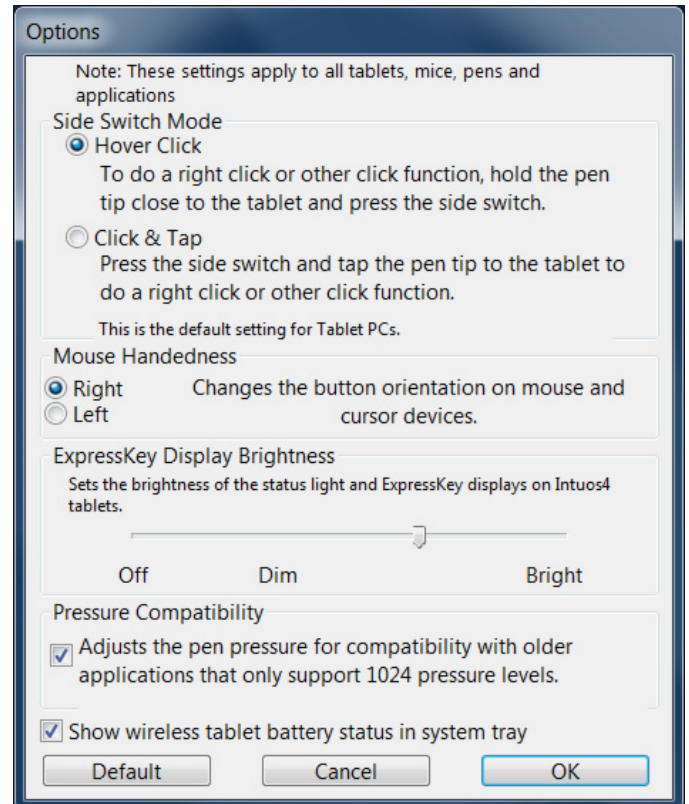 Options
Note: These settings apply to all tablets, mice, pens and
applications
Side Switch Mode
Hover Click
To do a right click or other click function, hold the pen
tip close to the tablet and press the side switch.
Click & Tap
Press the side switch and tap the pen tip to the tablet to
do a right click or other click function.
This is the default setting for Tablet PCs.
Mouse Handedness
Right
Left
Changes the button orientation on mouse and
cursor devices.
ExpressKey Display Brightness
Sets the brightness of the status light and ExpressKey displays on Intuos4
tablets.
Off Dim Bright
Pressure Compatibility
Adjusts the pen pressure for compatibility with older
applications that only support 1024 pressure levels.
Show wireless tablet battery status in system tray
Default Cancel OK